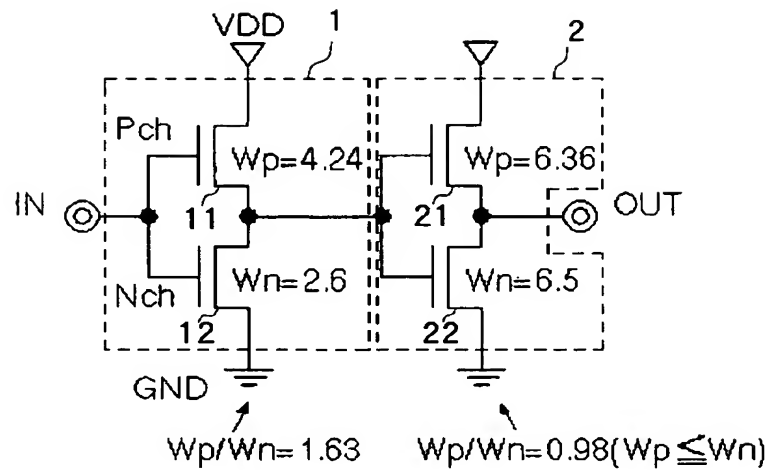 VDD
1
2
Pch
Wp=4.24
Wp=6.36
IN
11
21
OUT
Nch
Wn=2.6
Wn=6.5
12
22
GND
Wp/Wn=1.63
Wp/Wn=0.98(Wp≦Wn)